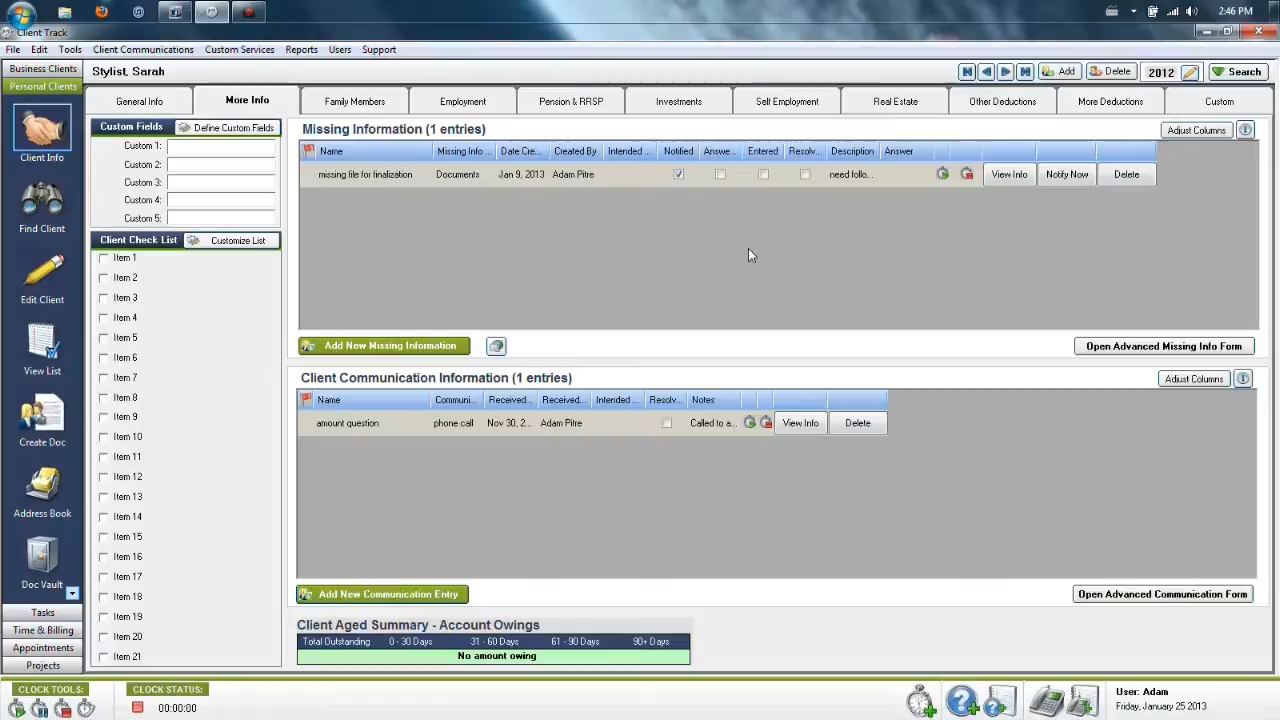 2:46 PM
Client Track
File Edit Tools Client Communications Custom Services Reports Users Support
Business Clients
Personal Clients
Stylist, Sarah
Add Delete 2012 Search
General Info More Info Family Members Employment Pension & RRSP Investments Self Employment Real Estate Other Deductions More Deductions Custom
Client Info
Find Client
Edit Client
View List
Create Doc
Address Book
Doc Vault
Tasks
Time & Billing
Appointments
Projects
Custom Fields Define Custom Fields
Custom 1:
Custom 2:
Custom 3:
Custom 4:
Custom 5:
Client Check List Customize List
Item 1
Item 2
Item 3
Item 4
Item 5
Item 6
Item 7
Item 8
Item 9
Item 10
Item 11
Item 12
Item 13
Item 14
Item 15
Item 16
Item 17
Item 18
Item 19
Item 20
Item 21
Missing Information (1 entries) Adjust Columns
Name Missing Info ... Date Cre... Created By Intended ... Notified Answe... Entered Resolv... Description Answer
missing file for finalization Documents Jan 9, 2013 Adam Pitre need follo... View Info Notify Now Delete
Add New Missing Information Open Advanced Missing Info Form
Client Communication Information (1 entries) Adjust Columns
Name Communi... Received... Received... Intended ... Resolv... Notes
amount question phone call Nov 30, 2... Adam Pitre Called to a... View Info Delete
Add New Communication Entry Open Advanced Communication Form
Client Aged Summary - Account Owings
Total Outstanding 0 - 30 Days 31 - 60 Days 61 - 90 Days 90+ Days
No amount owing
CLOCK TOOLS: CLOCK STATUS:
00:00:00
User: Adam
Friday, January 25 2013